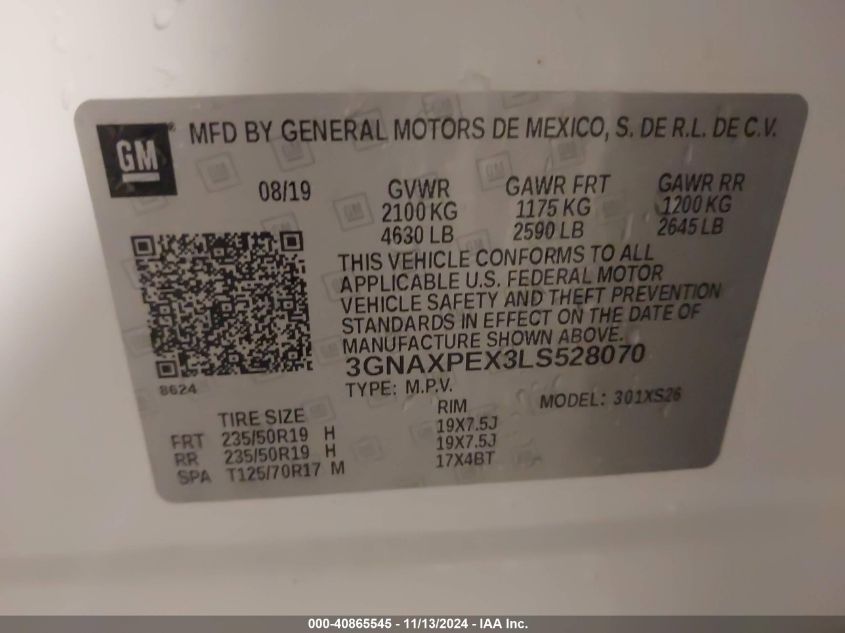 GM ® MFD BY GENERAL MOTORS DE MEXICO, S. DE R.L. DE C.V.
08/19 GVWR GAWR FRT GAWR RR
2100 KG 1175 KG 1200 KG
4630 LB 2590 LB 2645 LB
THIS VEHICLE CONFORMS TO ALL
APPLICABLE U.S. FEDERAL MOTOR
VEHICLE SAFETY AND THEFT PREVENTION
STANDARDS IN EFFECT ON THE DATE OF
MANUFACTURE SHOWN ABOVE.
3GNAXPEX3LS528070
8624 TYPE: M.P.V. MODEL: 301XS26
TIRE SIZE RIM
FRT 235/50R19 H 19X7.5J
RR 235/50R19 H 19X7.5J
SPA T125/70R17 M 17X4BT
000-40865545 - 11/13/2024 - IAA Inc.